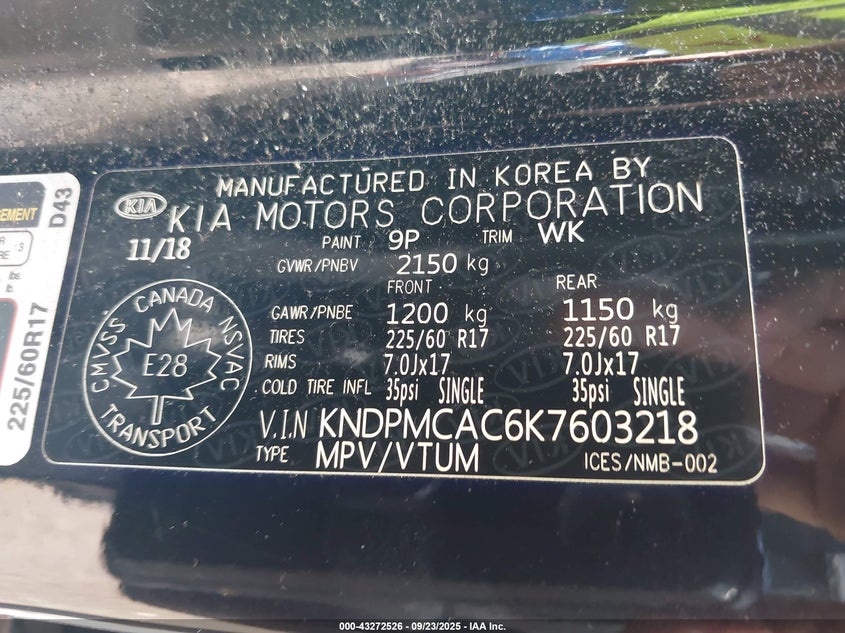 CEMENT
D43
225/60R17
MANUFACTURED IN KOREA BY
KIA KIA MOTORS CORPORATION
11/18 PAINT 9P TRIM WK
GVWR/PNBV 2150 kg
FRONT REAR
GAWR/PNBE 1200 kg 1150 kg
TIRES 225/60 R17 225/60 R17
RIMS 7.0Jx17 7.0Jx17
COLD TIRE INFL 35psi SINGLE 35psi SINGLE
V.I.N KNDPMCAC6K7603218
TYPE MPV/VTUM ICES/NMB-002
CANADA
CMVSS NSVAC
E28
TRANSPORT
000-43272526 - 09/23/2025 - IAA Inc.